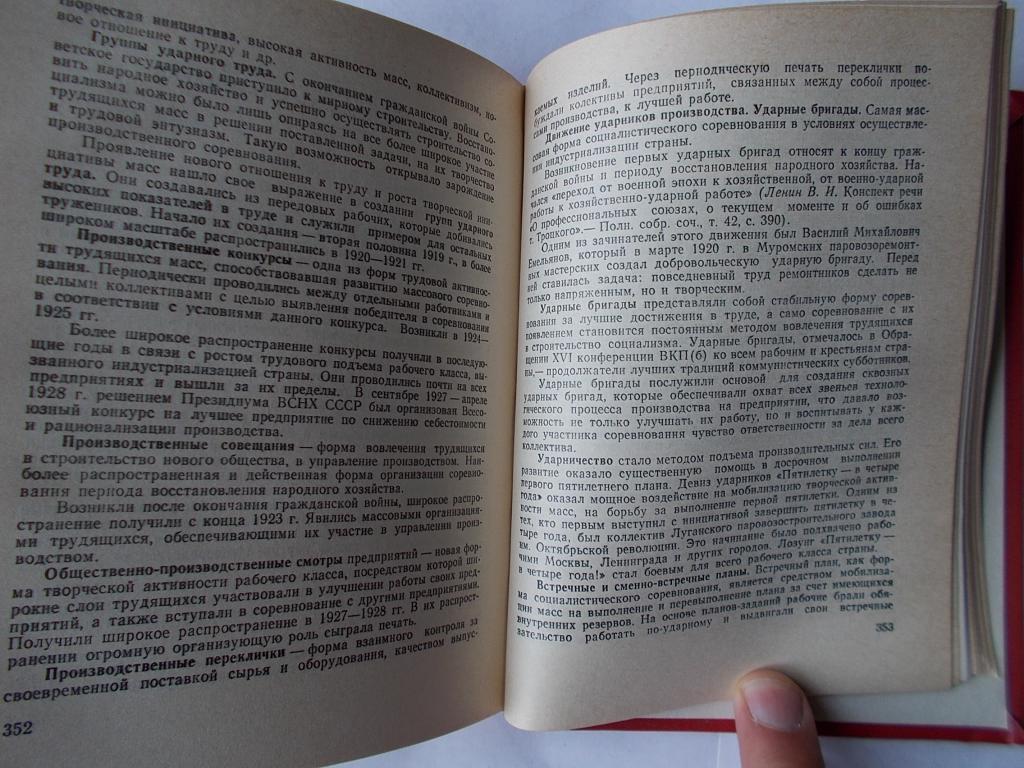 творческая инициатива, высокая активность масс, коллективизм, но-
вое отношение к труду и др.
Группы ударного труда. С окончанием гражданской войны Со-
ветское государство приступило к мирному строительству. Восстано-
вить народное хозяйство и успешно осуществлять строительство со-
циализма можно было лишь опираясь на все более широкое участие
трудящихся масс в решении поставленной задачи, на их творчество
и трудовой энтузиазм. Такую возможность открывало зарождение
производственного соревнования.
Проявление нового отношения к труду и роста творческой ини-
циативы масс нашло свое выражение в создании групп ударного
труда. Они создавались из передовых рабочих, которые добивались
высоких показателей в труде и служили примером для остальных
тружеников. Начало их создания — вторая половина 1919 г., в более
широком масштабе распространились в 1920—1921 гг.
Производственные конкурсы — одна из форм трудовой активнос-
ти трудящихся масс, способствовавшая развитию массового соревно-
вания. Периодически проводились между отдельными работниками и
целыми коллективами с целью выявления победителя в соревновании
в соответствии с условиями данного конкурса. Возникли в 1924—
1925 гг.
Более широкое распространение конкурсы получили в последую-
щие годы в связи с ростом трудового подъема рабочего класса, вы-
званного индустриализацией страны. Они проводились почти на всех
предприятиях и вышли за их пределы. В сентябре 1927 — апреле
1928 г. решением Президиума ВСНХ СССР был организован Всесо-
юзный конкурс на лучшее предприятие по снижению себестоимости
и рационализации производства.
Производственные совещания — форма вовлечения трудящихся
в строительство нового общества, в управление производством. Наи-
более распространенная и действенная форма организации соревно-
вания периода восстановления народного хозяйства.
Возникли после окончания гражданской войны, широкое распро-
странение получили с конца 1923 г. Явились массовыми организация-
ми трудящихся, обеспечивающими их участие в управлении произ-
водством.
Общественно-производственные смотры предприятий — новая фор-
ма творческой активности рабочего класса, посредством которой ши-
рокие слои трудящихся участвовали в улучшении работы своих пред-
приятий, а также вступали в соревнование с другими предприятиями.
Получили широкое распространение в 1927—1928 гг. В их распрост-
ранении огромную организующую роль сыграла печать.
Производственные переклички — форма взаимного контроля за
своевременной поставкой сырья и оборудования, качеством выпус-
352
каемых изделий. Через периодическую печать переклички по-
буждали колективы предприятий, связанных между собой процес-
сами производства, к лучшей работе.
Движение ударников производства. Ударные бригады. Самая мас-
совая форма социалистического соревнования в условиях осуществле-
ния индустриализации страны.
Возникновение первых ударных бригад относят к концу граж-
данской войны и периоду восстановления народного хозяйства. На-
чался «переход от военной эпохи к хозяйственной, от военно-ударной
работы к хозяйственно-ударной работе» (Ленин В. И. Конспект речи
«О профессиональных союзах, о текущем моменте и об ошибках
т. Троцкого».— Полн. собр. соч., т. 42, с. 390).
Одним из зачинателей этого движения был Василий Михайлович
Емельянов, который в марте 1920 г. в Муромских паровозоремонт-
ных мастерских создал добровольческую ударную бригаду. Перед
ней ставилась задача: повседневный труд ремонтников сделать не
только напряженным, но и творческим.
Ударные бригады представляли собой стабильную форму сорев-
нования за лучшие достижения в труде, а само соревнование с их
появлением становится постоянным методом вовлечения трудящихся
в строительство социализма. Ударные бригады, отмечалось в Обра-
щении XVI конференции ВКП(б) ко всем рабочим и крестьянам стра-
ны,— продолжатели лучших традиций коммунистических субботников.
Ударные бригады послужили основой для создания сквозных
ударных бригад, которые обеспечивали охват всех звеньев техноло-
гического процесса производства на предприятии, что давало воз-
можность не только улучшать их работу, но и воспитывать у каж-
дого участника соревнования чувство ответственности за дела всего
коллектива.
Ударничество стало методом подъема производительных сил. Его
развитие оказало существенную помощь в досрочном выполнении
первого пятилетнего плана. Девиз ударников «Пятилетку — в четыре
года» оказал мощное воздействие на мобилизацию творческой актив-
ности масс, на борьбу за выполнение первой пятилетки. Одним из
тех, кто первым выступил с инициативой завершить пятилетку в че-
тыре года, был коллектив Луганского паровозостроительного завода
им. Октябрьской революции. Это начинание было подхвачено рабо-
чими Москвы, Ленинграда и других городов. Лозунг «Пятилетку —
в четыре года!» стал боевым для всего рабочего класса страны.
Встречные и сменно-встречные планы. Встречный план, как фор-
ма социалистического соревнования, является средством мобилиза-
ции масс на выполнение и перевыполнение плана за счет имеющихся
внутренних резервов. На основе планов-заданий рабочие брали обя-
зательство работать по-ударному и выдвигали свои встречные
353